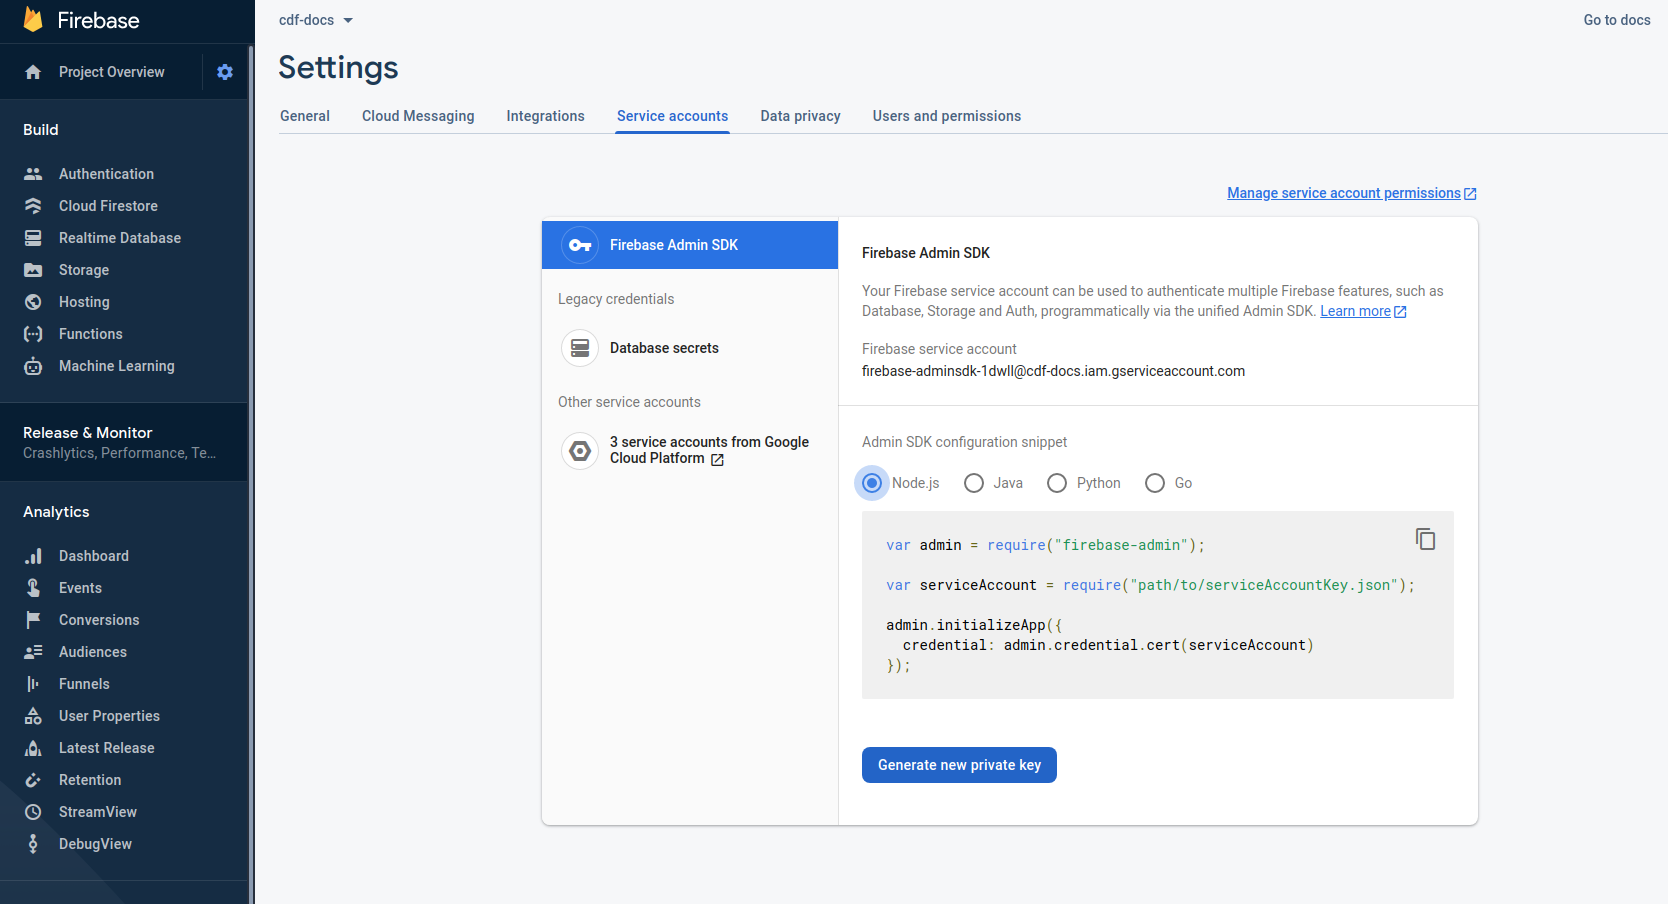 Firebase
Project Overview
Build
Authentication
Cloud Firestore
Realtime Database
Storage
Hosting
Functions
Machine Learning
Release & Monitor
Crashlytics, Performance, Te...
Analytics
Dashboard
Events
Conversions
Audiences
Funnels
User Properties
Latest Release
Retention
StreamView
DebugView
cdf-docs
Go to docs
Settings
General
Cloud Messaging
Integrations
Service accounts
Data privacy
Users and permissions
Manage service account permissions
Firebase Admin SDK
Legacy credentials
Database secrets
Other service accounts
3 service accounts from Google
Cloud Platform
Firebase Admin SDK
Your Firebase service account can be used to authenticate multiple Firebase features, such as
Database, Storage and Auth, programmatically via the unified Admin SDK. Learn more
Firebase service account
firebase-adminsdk-1dwll@cdf-docs.iam.gserviceaccount.com
Admin SDK configuration snippet
Node.js
Java
Python
Go
var admin = require("firebase-admin");
var serviceAccount = require("path/to/serviceAccountKey.json");
admin.initializeApp({
  credential: admin.credential.cert(serviceAccount)
});
Generate new private key